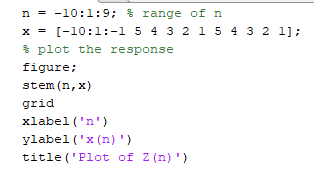 n = -10:1:9; % range of n
x = [-10:1:-1 5 4 3 2 1 5 4 3 2 1];
% plot the response
figure;
stem(n,x)
grid
xlabel('n')
ylabel('x(n)')
title('Plot of Z(n)')